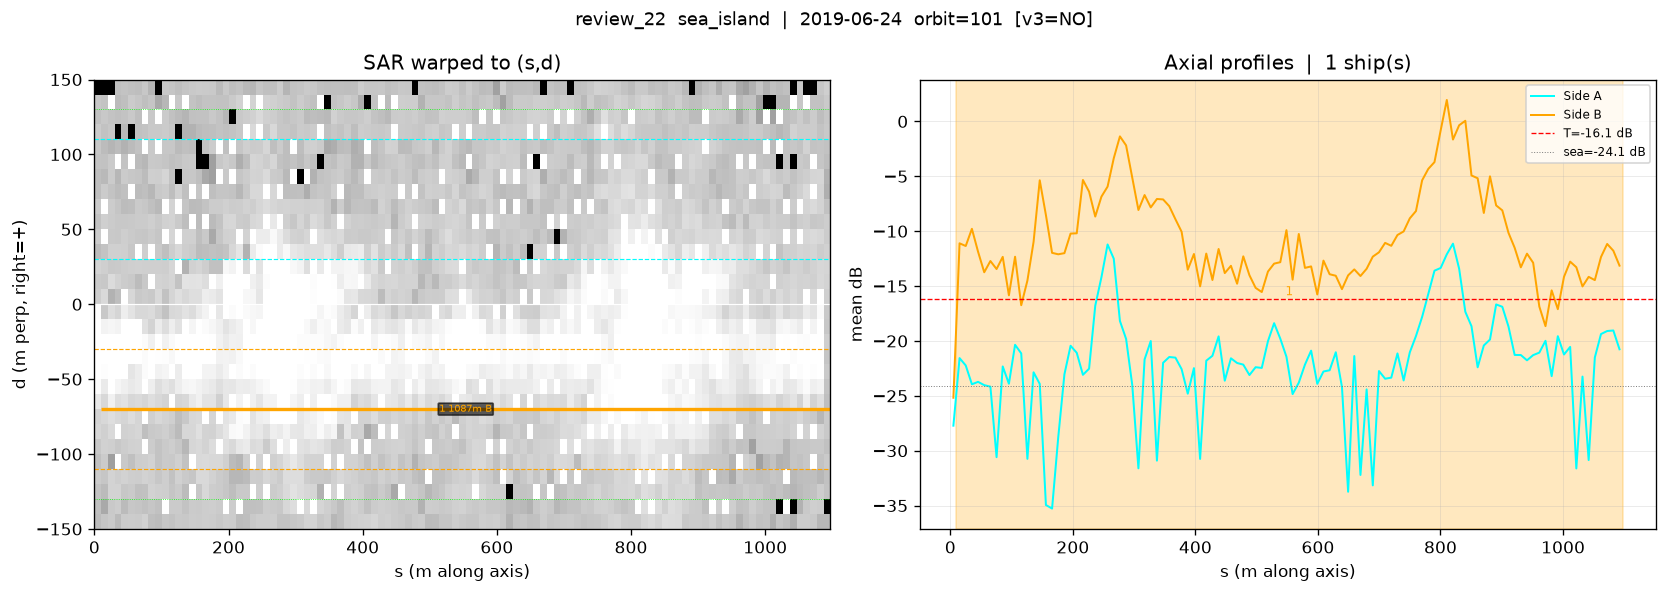 review_22  sea_island  |  2019-06-24  orbit=101  [v3=NO]
SAR warped to (s,d)
150
100
50
0
−50
−100
−150
d (m perp, right=+)
1 1087m B
0 200 400 600 800 1000
s (m along axis)
Axial profiles  |  1 ship(s)
Side A
Side B
T=-16.1 dB
sea=-24.1 dB
0
−5
−10
−15
−20
−25
−30
−35
mean dB
1
0 200 400 600 800 1000
s (m along axis)